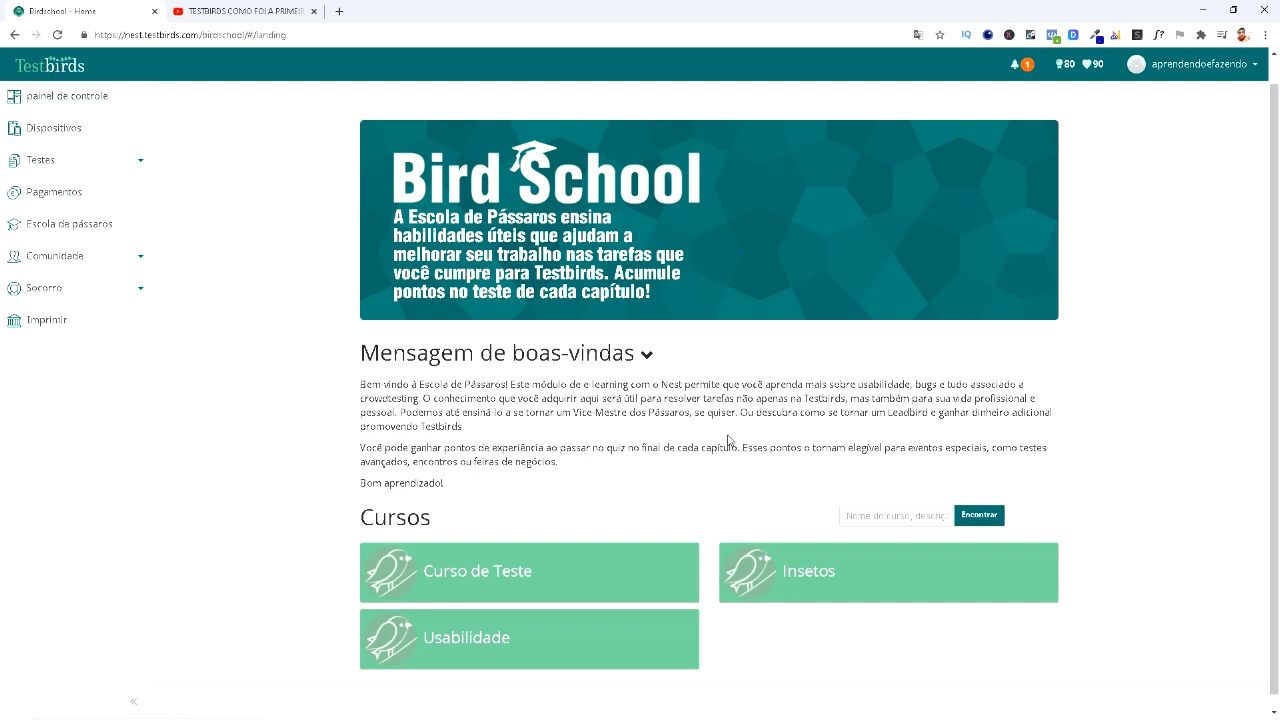 Birdschool - Home
TESTBIRDS COMO FOI A PRIMEIR
https://nest.testbirds.com/birdschool/#/landing
Testbirds
1
80
90
aprendendoefazendo
painel de controle
Dispositivos
Testes
Pagamentos
Escola de pássaros
Comunidade
Socorro
Imprimir
Bird School
A Escola de Pássaros ensina
habilidades úteis que ajudam a
melhorar seu trabalho nas tarefas que
você cumpre para Testbirds. Acumule
pontos no teste de cada capítulo!
Mensagem de boas-vindas
Bem-vindo à Escola de Pássaros! Este módulo de e-learning com o Nest permite que você aprenda mais sobre usabilidade, bugs e tudo associado a
crowdtesting. O conhecimento que você adquirir aqui será útil para resolver tarefas não apenas na Testbirds, mas também para sua vida profissional e
pessoal. Podemos até ensiná-lo a se tornar um Vice-Mestre dos Pássaros, se quiser. Ou descubra como se tornar um Leadbird e ganhar dinheiro adicional
promovendo Testbirds.
Você pode ganhar pontos de experiência ao passar no quiz no final de cada capítulo. Esses pontos o tornam elegível para eventos especiais, como testes
avançados, encontros ou feiras de negócios.
Bom aprendizado!
Cursos
Nome do curso, descriç
Encontrar
Curso de Teste
Insetos
Usabilidade